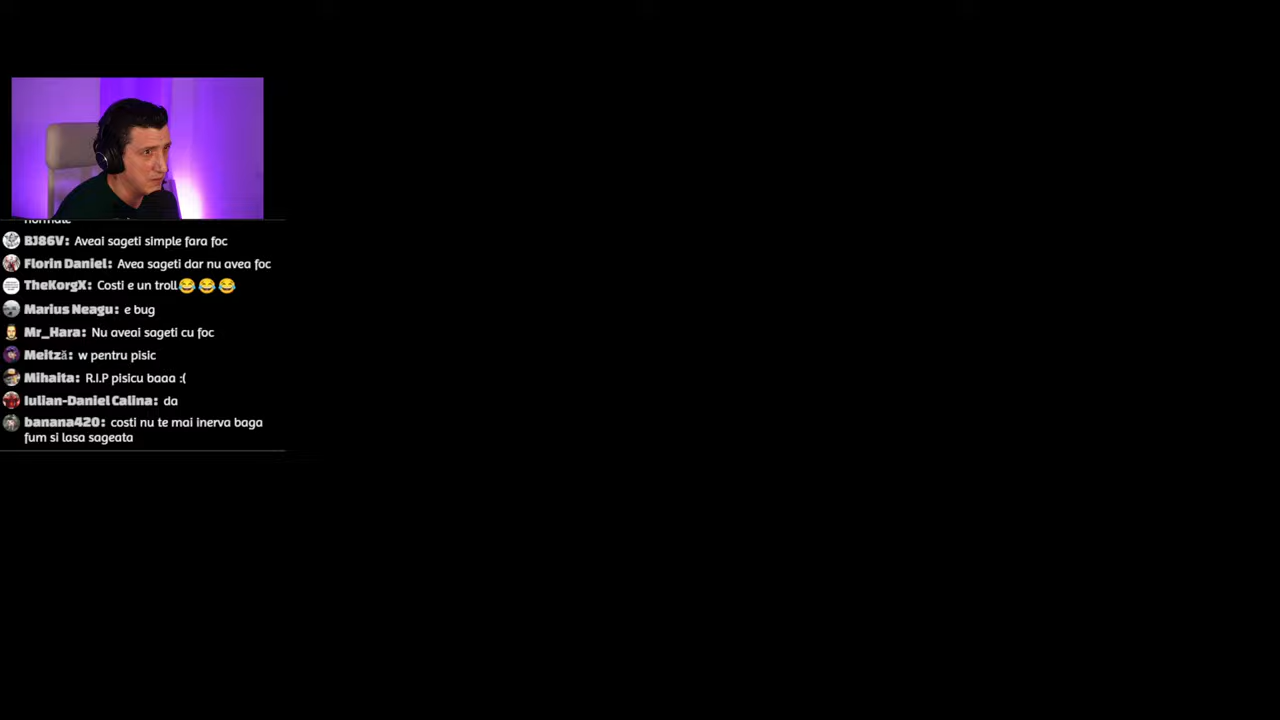 BJ86V: Aveai sageti simple fara foc
Florin Daniel: Avea sageti dar nu avea foc
TheKorgX: Costi e un troll😂😂😂
Marius Neagu: e bug
Mr_Hara: Nu aveai sageti cu foc
Meitză: w pentru pisic
Mihaita: R.I.P pisicu baaa :(
Iulian-Daniel Calina: da
banana420: costi nu te mai inerva baga
fum si lasa sageata